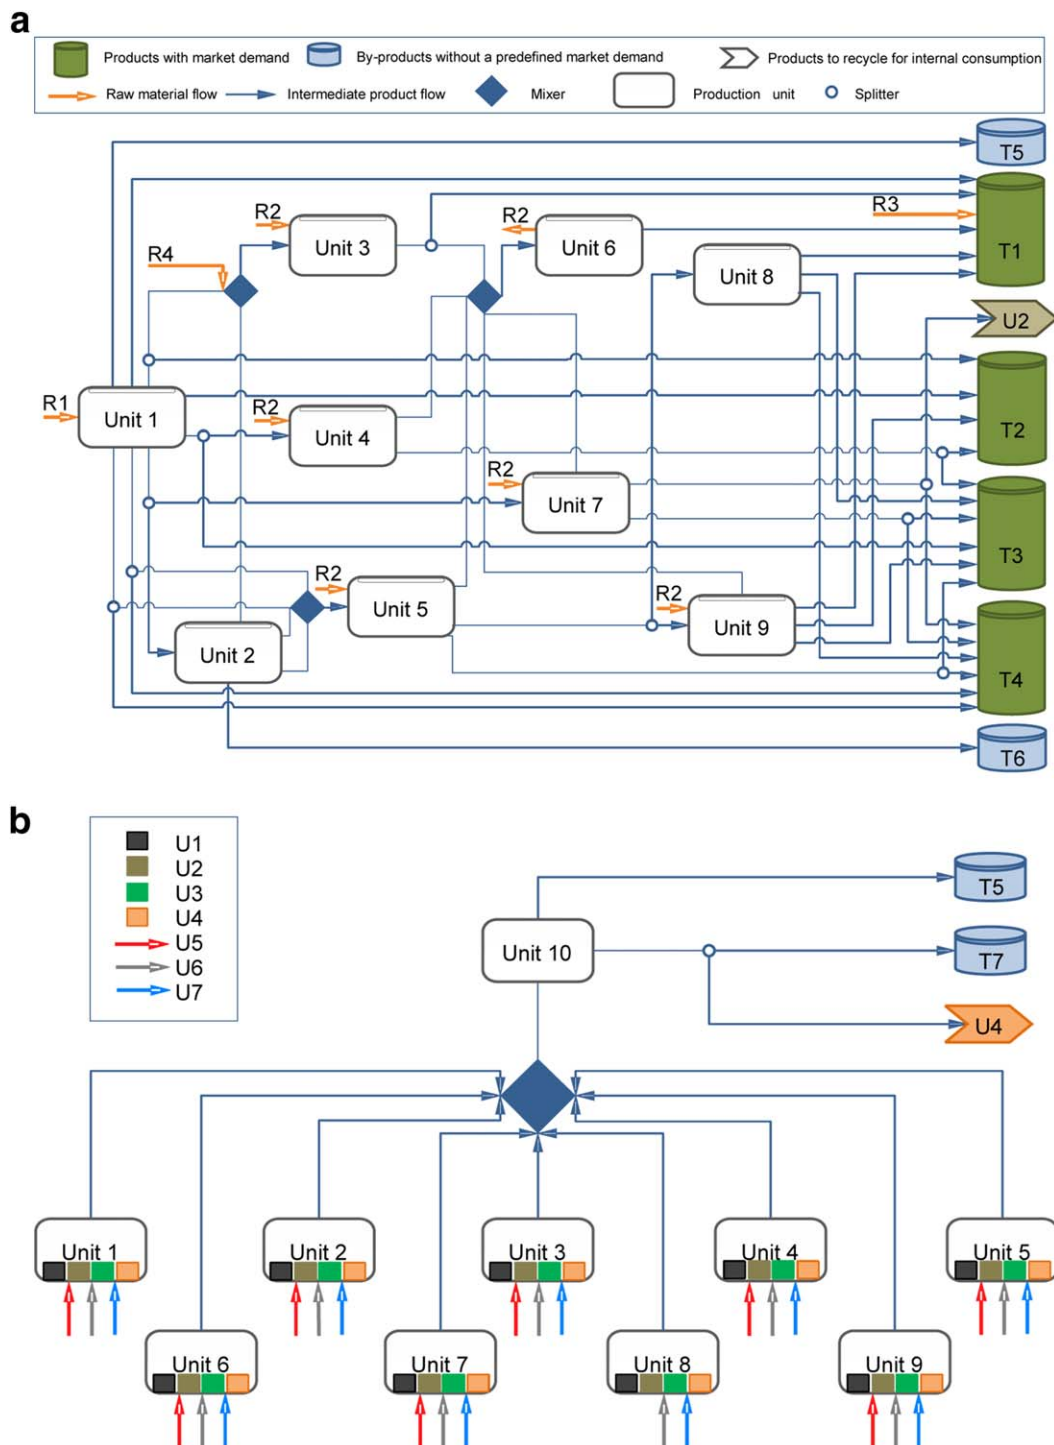 a
Products with market demand
By-products without a predefined market demand
Products to recycle for internal consumption
Raw material flow
Intermediate product flow
Mixer
Production unit
Splitter
T5
R2
R2
R3
Unit 3
Unit 6
T1
R4
Unit 8
U2
R1
Unit 1
R2
Unit 4
T2
R2
Unit 7
T3
R2
Unit 5
R2
Unit 9
Unit 2
T4
T6
b
U1
U2
U3
U4
U5
U6
U7
T5
Unit 10
T7
U4
Unit 1
Unit 2
Unit 3
Unit 4
Unit 5
Unit 6
Unit 7
Unit 8
Unit 9